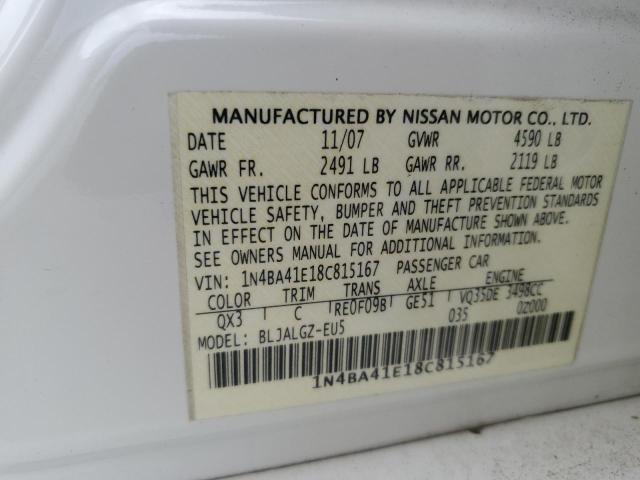 MANUFACTURED BY NISSAN MOTOR CO., LTD.
DATE 11/07 GVWR 4590 LB
GAWR FR. 2491 LB GAWR RR. 2119 LB
THIS VEHICLE CONFORMS TO ALL APPLICABLE FEDERAL MOTOR
VEHICLE SAFETY, BUMPER AND THEFT PREVENTION STANDARDS
IN EFFECT ON THE DATE OF MANUFACTURE SHOWN ABOVE.
SEE OWNERS MANUAL FOR ADDITIONAL INFORMATION.
VIN: 1N4BA41E18C815167 PASSENGER CAR
COLOR TRIM TRANS AXLE ENGINE
QX3 C RE0F09B GE51 VQ35DE 3498CC
035 0Z000
MODEL: BLJALGZ-EU5
1N4BA41E18C815167